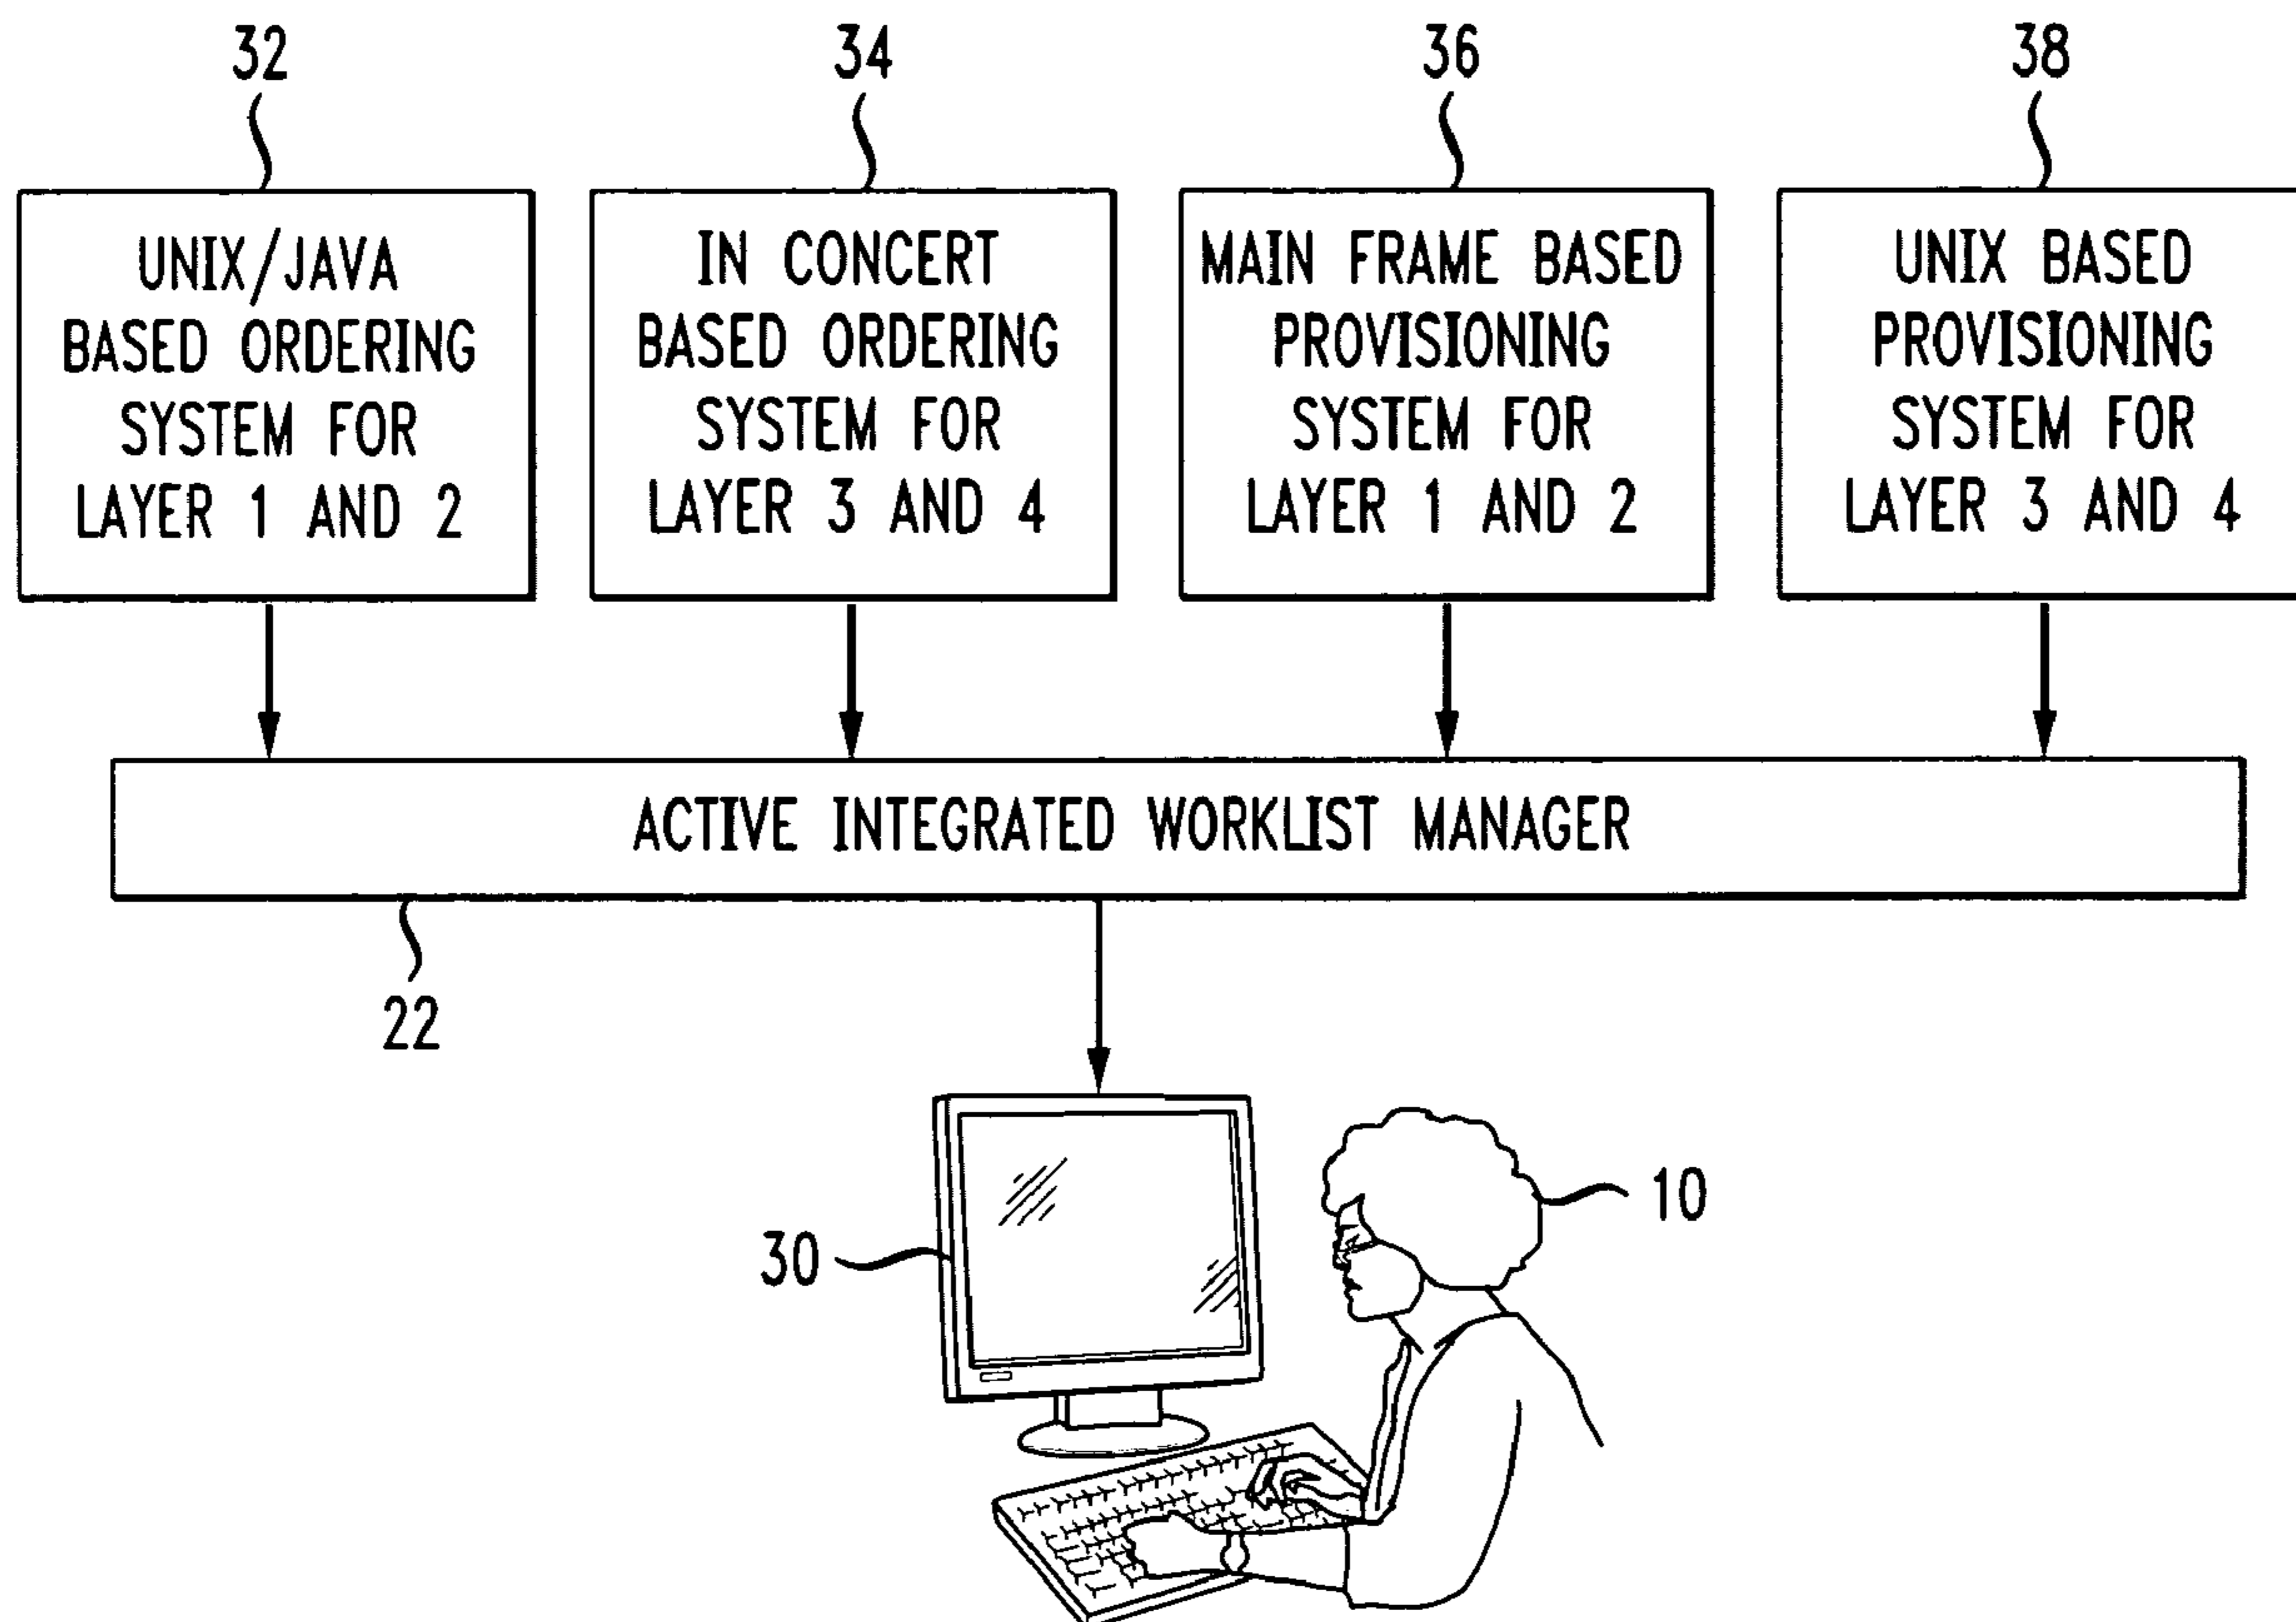 32
34
36
38
UNIX/JAVA
BASED ORDERING
SYSTEM FOR
LAYER 1 AND 2
IN CONCERT
BASED ORDERING
SYSTEM FOR
LAYER 3 AND 4
MAIN FRAME BASED
PROVISIONING
SYSTEM FOR
LAYER 1 AND 2
UNIX BASED
PROVISIONING
SYSTEM FOR
LAYER 3 AND 4
ACTIVE INTEGRATED WORKLIST MANAGER
22
10
30